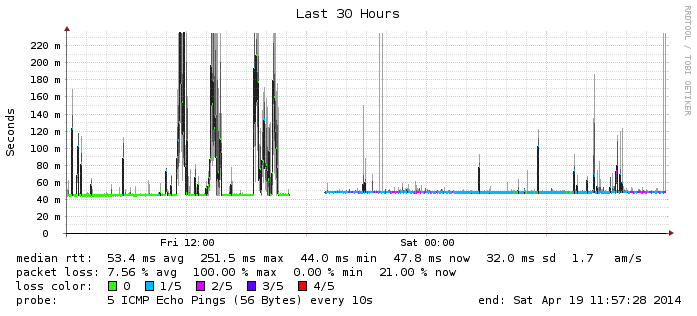 Last 30 Hours
RRDTOOL / TOBI OETIKER
Seconds
220 m
200 m
180 m
160 m
140 m
120 m
100 m
80 m
60 m
40 m
20 m
0
Fri 12:00 Sat 00:00
median rtt: 53.4 ms avg 251.5 ms max 44.0 ms min 47.8 ms now 32.0 ms sd 1.7 am/s
packet loss: 7.56 % avg 100.00 % max 0.00 % min 21.00 % now
loss color: 0 1/5 2/5 3/5 4/5
probe: 5 ICMP Echo Pings (56 Bytes) every 10s end: Sat Apr 19 11:57:28 2014